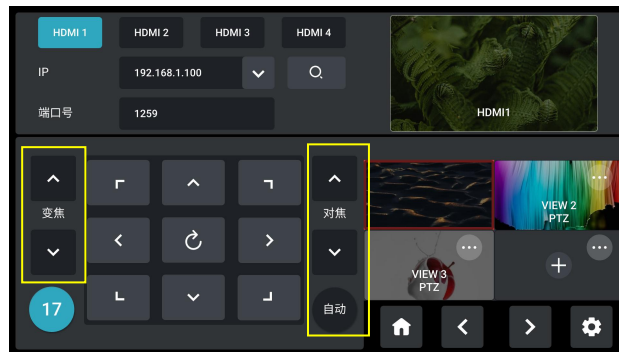 HDMI 1 HDMI 2 HDMI 3 HDMI 4
IP 192.168.1.100
端口号 1259
HDMI1
变焦
对焦
17
自动
VIEW 2
PTZ
VIEW 3
PTZ